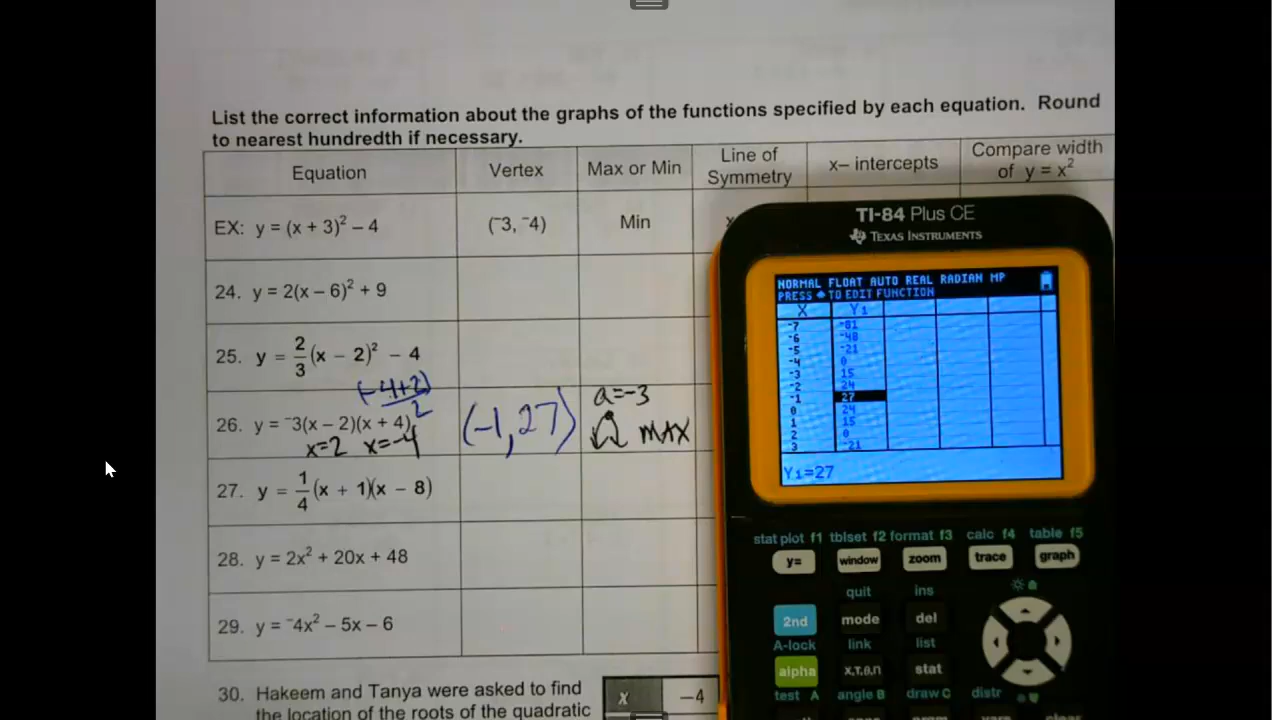 List the correct information about the graphs of the functions specified by each equation. Round
to nearest hundredth if necessary.
Equation Vertex Max or Min Line of Symmetry x– intercepts Compare width of y = x²
EX: y = (x + 3)² – 4 (⁻3, ⁻4) Min
24. y = 2(x – 6)² + 9
25. y = 2/3 (x – 2)² – 4
(-4+2)/2
26. y = ⁻3(x – 2)(x + 4) (-1, 27) a=-3 MAX
x=2 x=-4
27. y = 1/4 (x + 1)(x – 8)
28. y = 2x² + 20x + 48
29. y = ⁻4x² – 5x – 6
30. Hakeem and Tanya were asked to find
the location of the roots of the quadratic
x –4
TI-84 Plus CE
TEXAS INSTRUMENTS
NORMAL FLOAT AUTO REAL RADIAN MP
PRESS + TO EDIT FUNCTION
X Y1
-7 -81
-6 -48
-5 -21
-4 0
-3 15
-2 24
-1 27
0 24
1 15
2 0
3 -21
Y1=27
stat plot f1 tblset f2 format f3 calc f4 table f5
y= window zoom trace graph
quit ins
2nd mode del
A-lock link list
alpha X,T,θ,n stat
test A angle B draw C distr